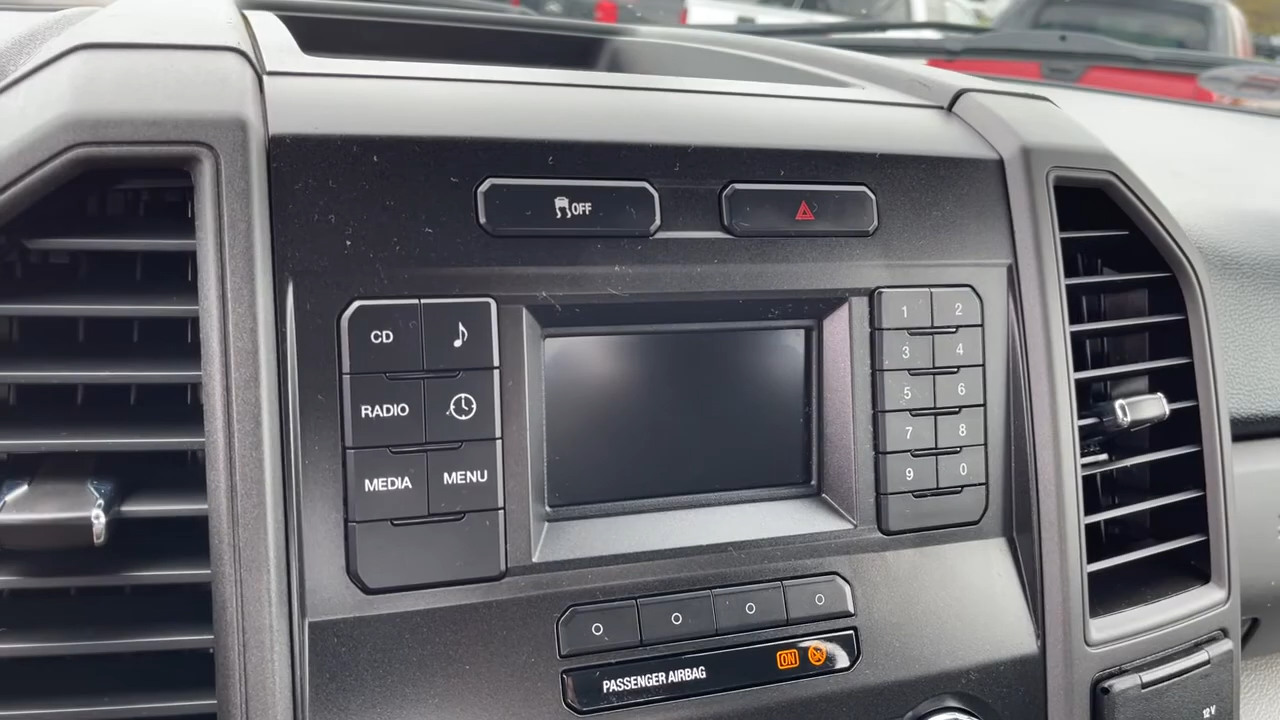 OFF
CD
RADIO
MEDIA MENU
1 2
3 4
5 6
7 8
9 0
PASSENGER AIRBAG ON
12V